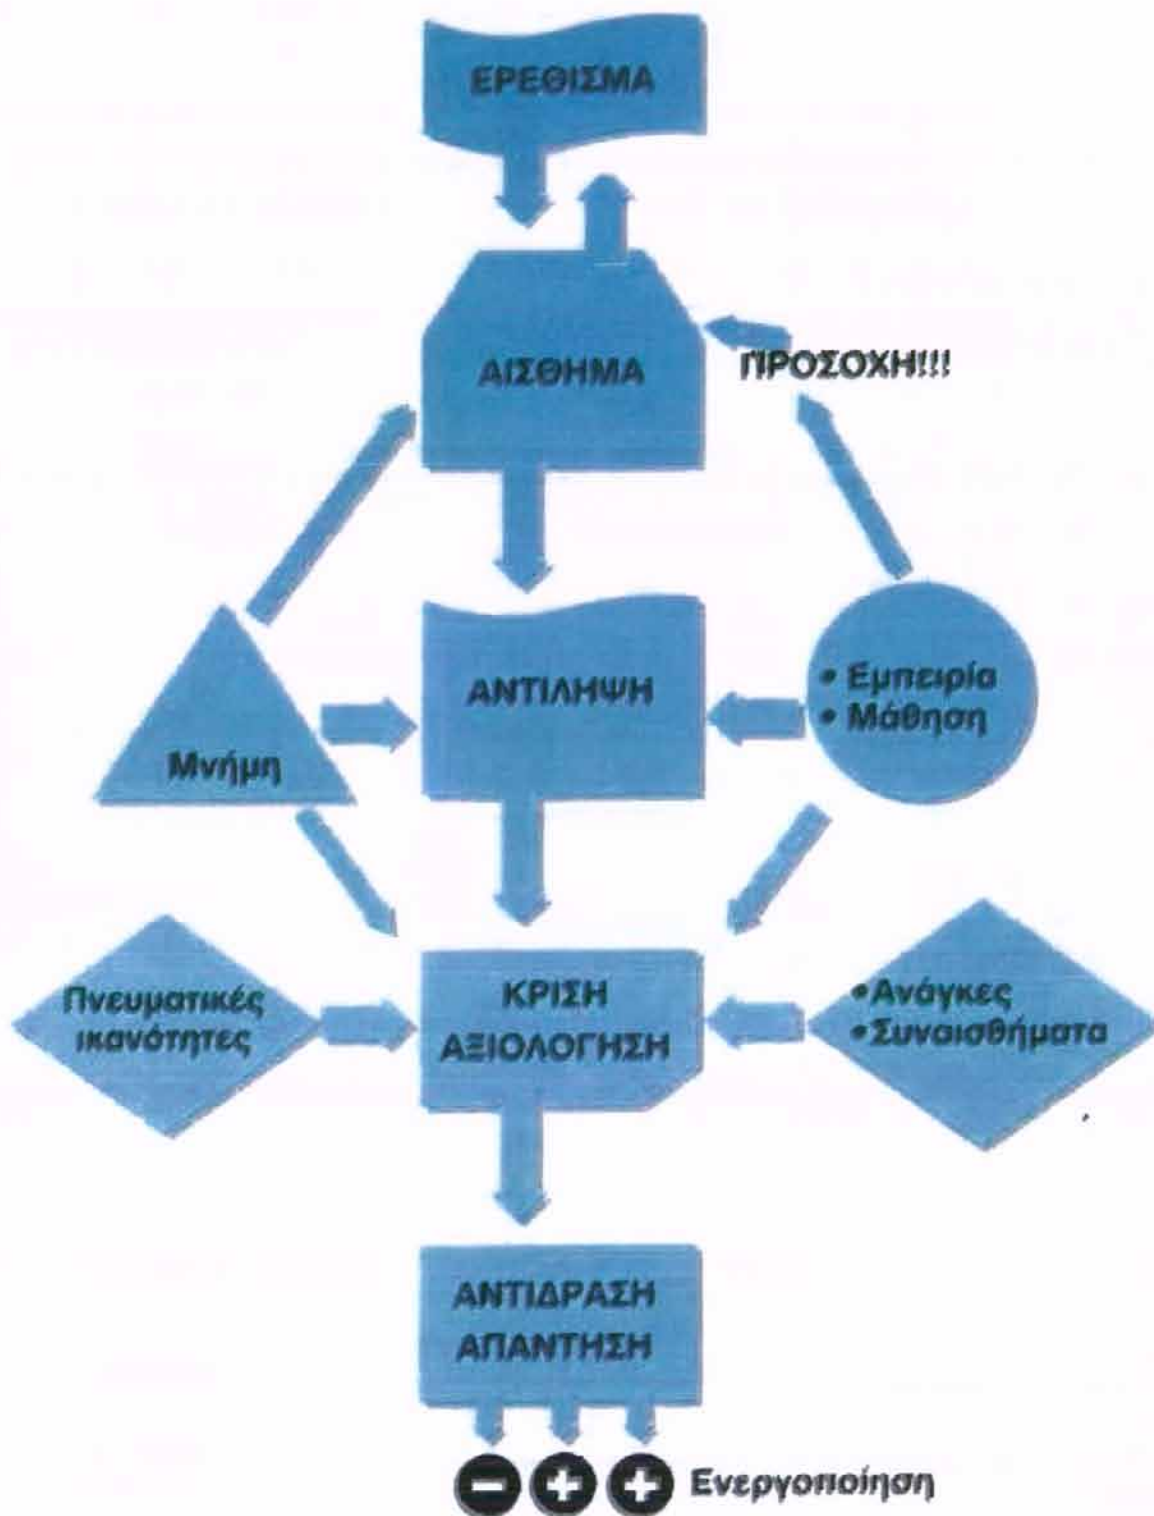 ΕΡΕΘΙΣΜΑ
ΑΙΣΘΗΜΑ
ΠΡΟΣΟΧΗ!!!
ΑΝΤΙΛΗΨΗ
• Εμπειρία
• Μάθηση
Μνήμη
Πνευματικές
ικανότητες
ΚΡΙΣΗ
ΑΞΙΟΛΟΓΗΣΗ
• Ανάγκες
• Συναισθήματα
ΑΝΤΙΔΡΑΣΗ
ΑΠΑΝΤΗΣΗ
− + + Ενεργοποίηση